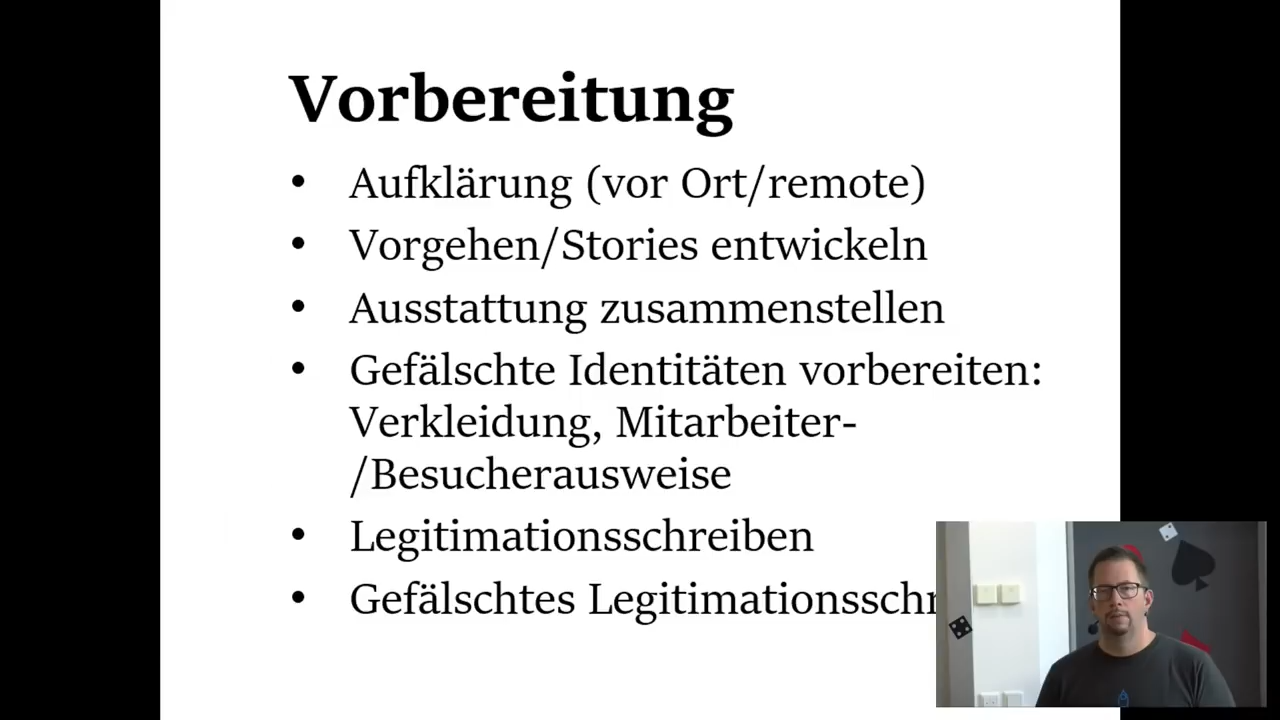 Vorbereitung
• Aufklärung (vor Ort/remote)
• Vorgehen/Stories entwickeln
• Ausstattung zusammenstellen
• Gefälschte Identitäten vorbereiten:
Verkleidung, Mitarbeiter-
/Besucherausweise
• Legitimationsschreiben
• Gefälschtes Legitimationsschr